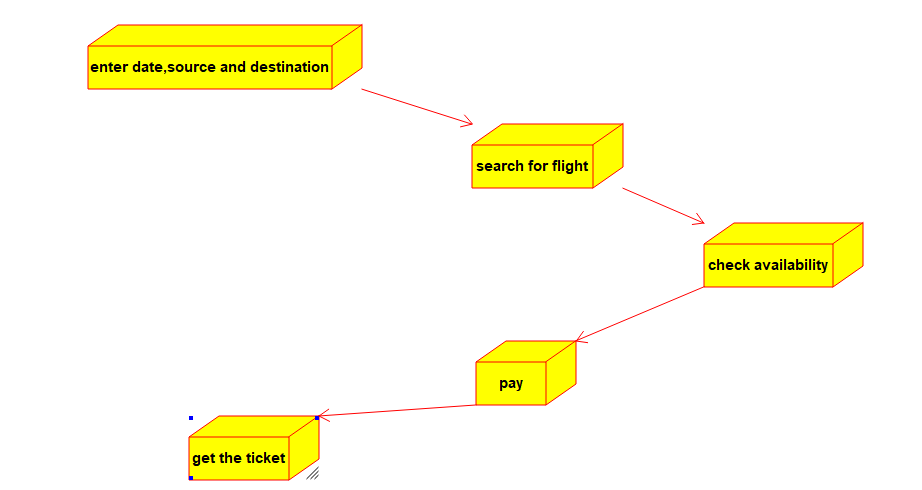 enter date,source and destination
search for flight
check availability
pay
get the ticket